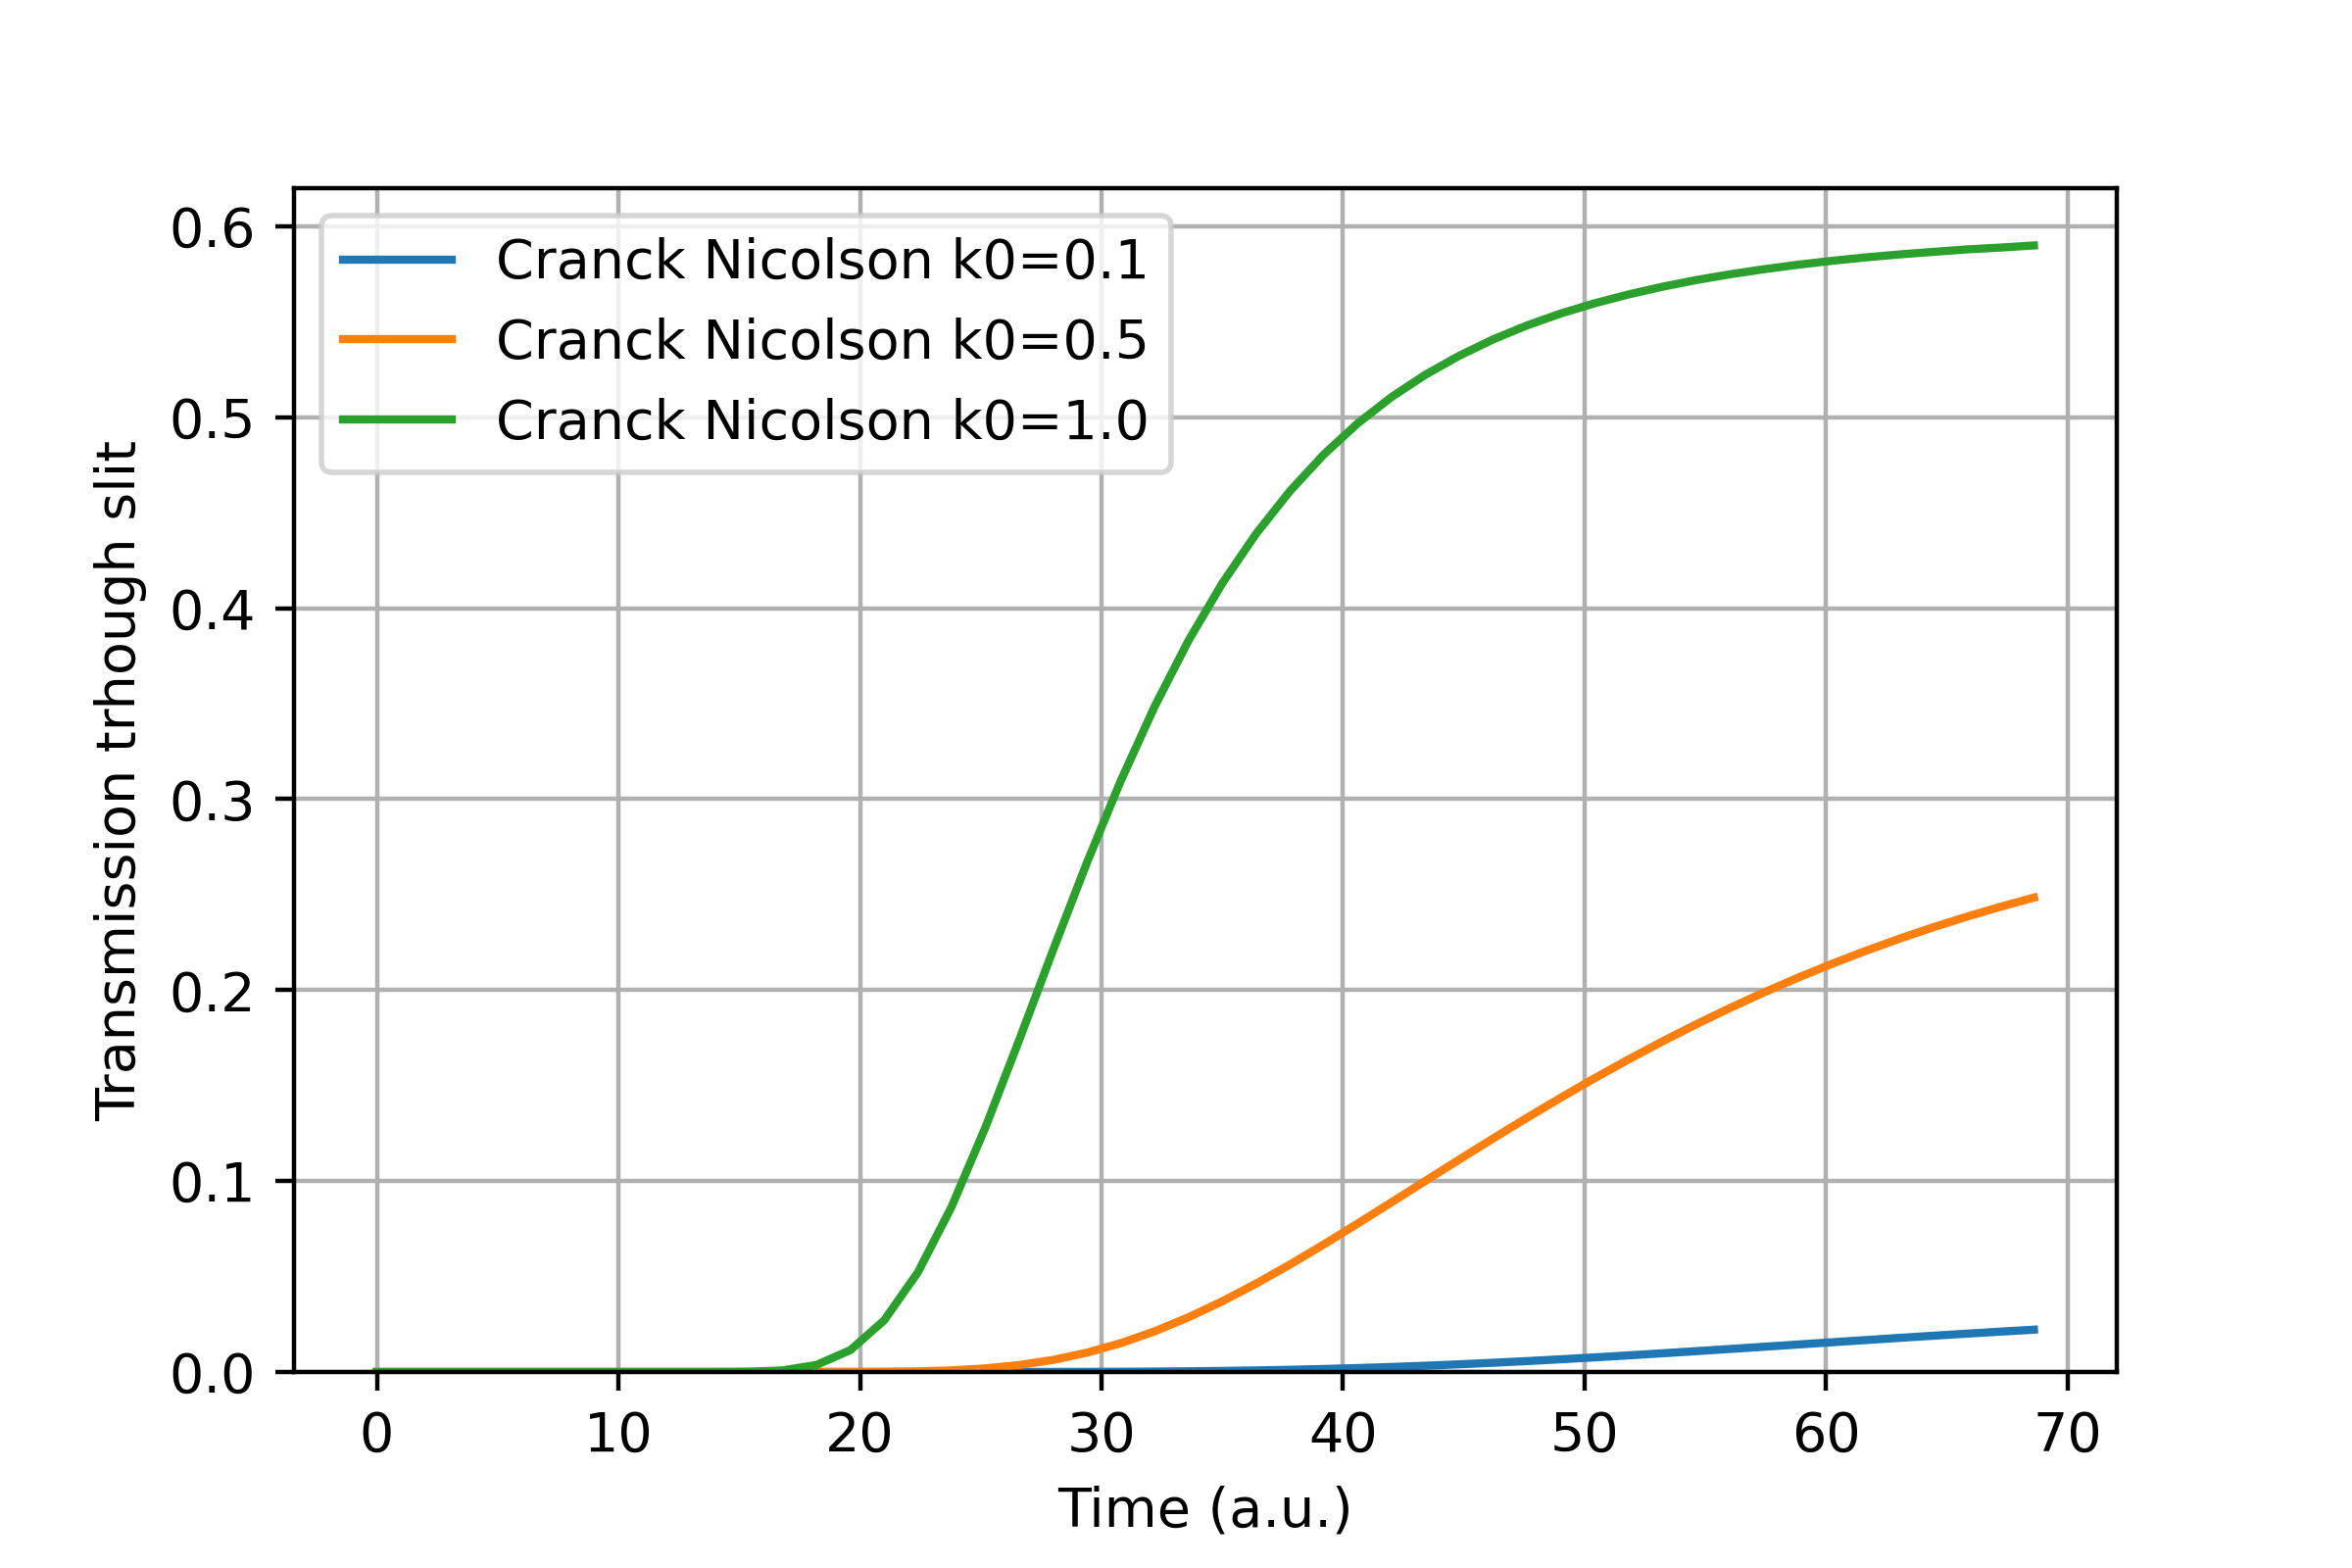 Cranck Nicolson k0=0.1
Cranck Nicolson k0=0.5
Cranck Nicolson k0=1.0
Transmission trhough slit
0.6
0.5
0.4
0.3
0.2
0.1
0.0
0 10 20 30 40 50 60 70
Time (a.u.)